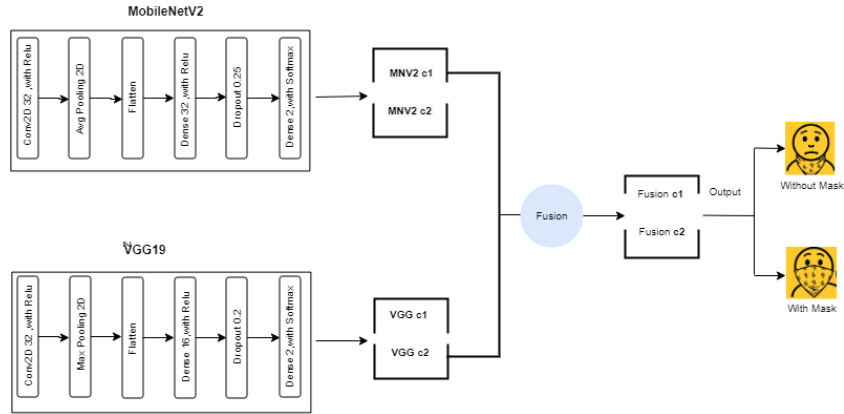 MobileNetV2
Conv2D 32 ,with Relu
Avg Pooling 2D
Flatten
Dense 32 ,with Relu
Dropout 0.25
Dense 2,with Softmax
MNV2 c1
MNV2 c2
VGG19
Conv2D 32 ,with Relu
Max Pooling 2D
Flatten
Dense 16,with Relu
Dropout 0.2
Dense 2,with Softmax
VGG c1
VGG c2
Fusion
Fusion c1
Fusion c2
Output
Without Mask
With Mask